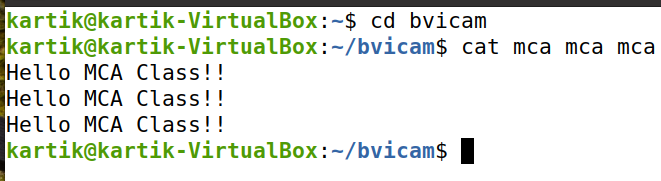 kartik@kartik-VirtualBox:~$ cd bvicam
kartik@kartik-VirtualBox:~/bvicam$ cat mca mca mca
Hello MCA Class!!
Hello MCA Class!!
Hello MCA Class!!
kartik@kartik-VirtualBox:~/bvicam$